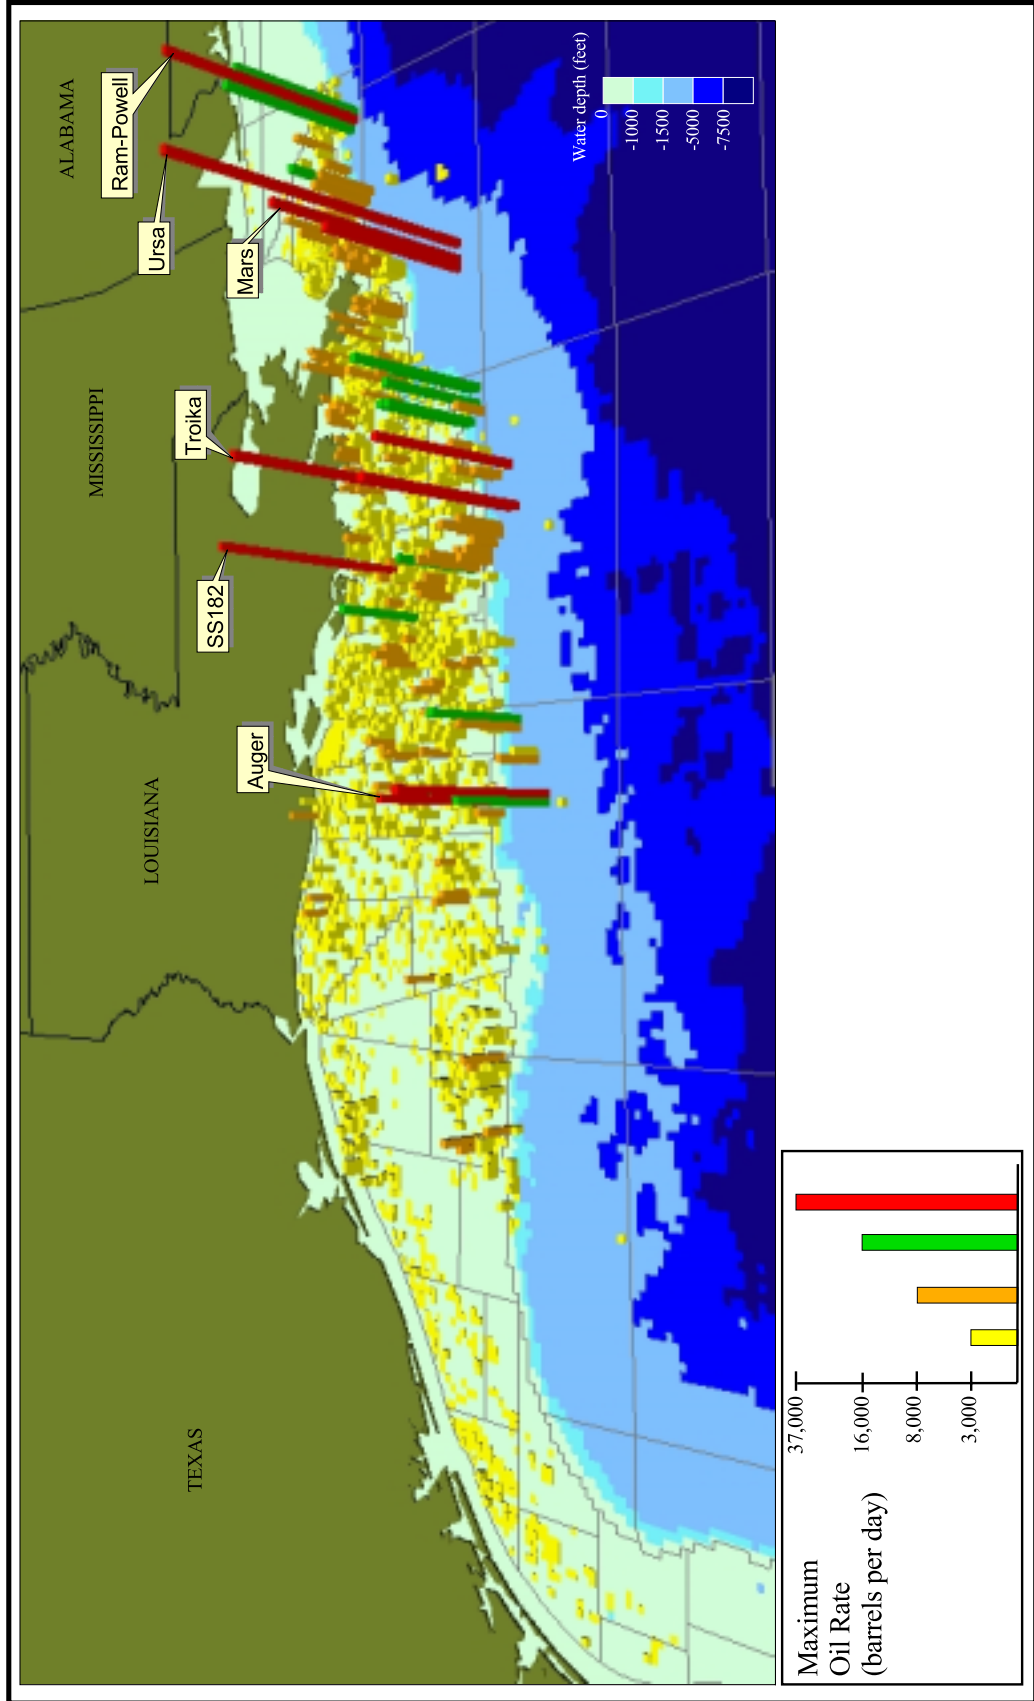 ALABAMA
MISSISSIPPI
LOUISIANA
TEXAS
Ram-Powell
Ursa
Mars
Troika
SS182
Auger
Water depth (feet)
0
-1000
-1500
-5000
-7500
Maximum
Oil Rate
(barrels per day)
37,000
16,000
8,000
3,000